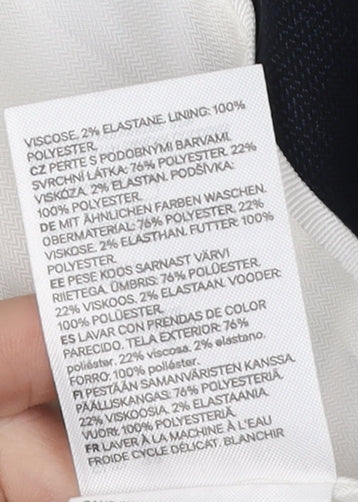 VISCOSE, 2% ELASTANE. LINING: 100%
POLYESTER.
CZ PERTE S PODOBNÝMI BARVAMI.
SVRCHNÍ LÁTKA: 76% POLYESTER, 22%
VISKÓZA, 2% ELASTAN. PODŠÍVKA:
100% POLYESTER.
DE MIT ÄHNLICHEN FARBEN WASCHEN.
OBERMATERIAL: 76% POLYESTER, 22%
VISKOSE, 2% ELASTHAN. FUTTER: 100%
POLYESTER.
EE PESE KOOS SARNAST VÄRVI
RIIETEGA. ÜMBRIS: 76% POLÜESTER,
22% VISKOOS, 2% ELASTAAN. VOODER:
100% POLÜESTER.
ES LAVAR CON PRENDAS DE COLOR
PARECIDO. TELA EXTERIOR: 76%
poliéster, 22% viscosa, 2% elastano.
FORRO: 100% poliéster.
FI PESTÄÄN SAMANVÄRISTEN KANSSA.
PÄÄLLISKANGAS: 76% POLYESTERIÄ,
22% VISKOOSIA, 2% ELASTAANIA.
VUORI: 100% POLYESTERIÄ.
FR LAVER À LA MACHINE À L'EAU
FROIDE CYCLE DÉLICAT. BLANCHIR